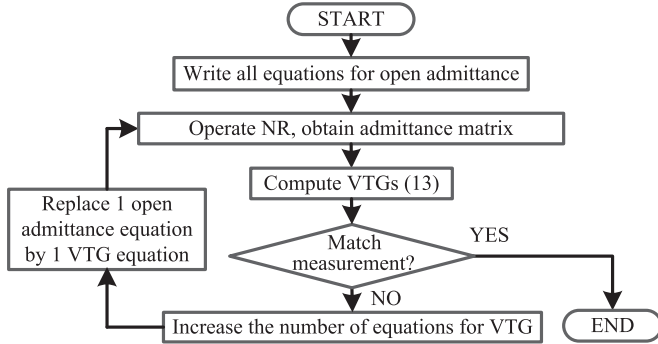 START
Write all equations for open admittance
Operate NR, obtain admittance matrix
Compute VTGs (13)
Replace 1 open
admittance equation
by 1 VTG equation
Match
measurement?
YES
NO
Increase the number of equations for VTG
END